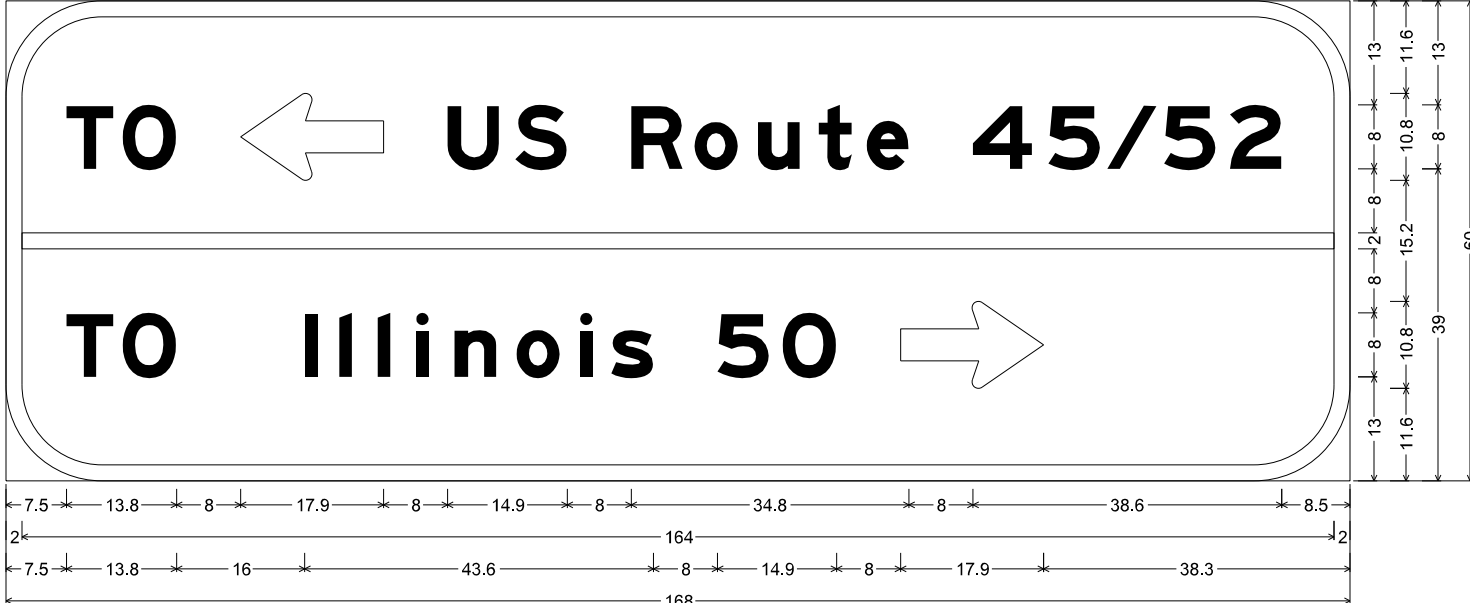 TO US Route 45/52
TO Illinois 50
13 8 8 2 8 8 13
11.6 10.8 15.2 10.8 11.6
13 8 39
7.5 13.8 8 17.9 8 14.9 8 34.8 8 38.6 8.5
2 164 2
7.5 13.8 16 43.6 8 14.9 8 17.9 38.3
168